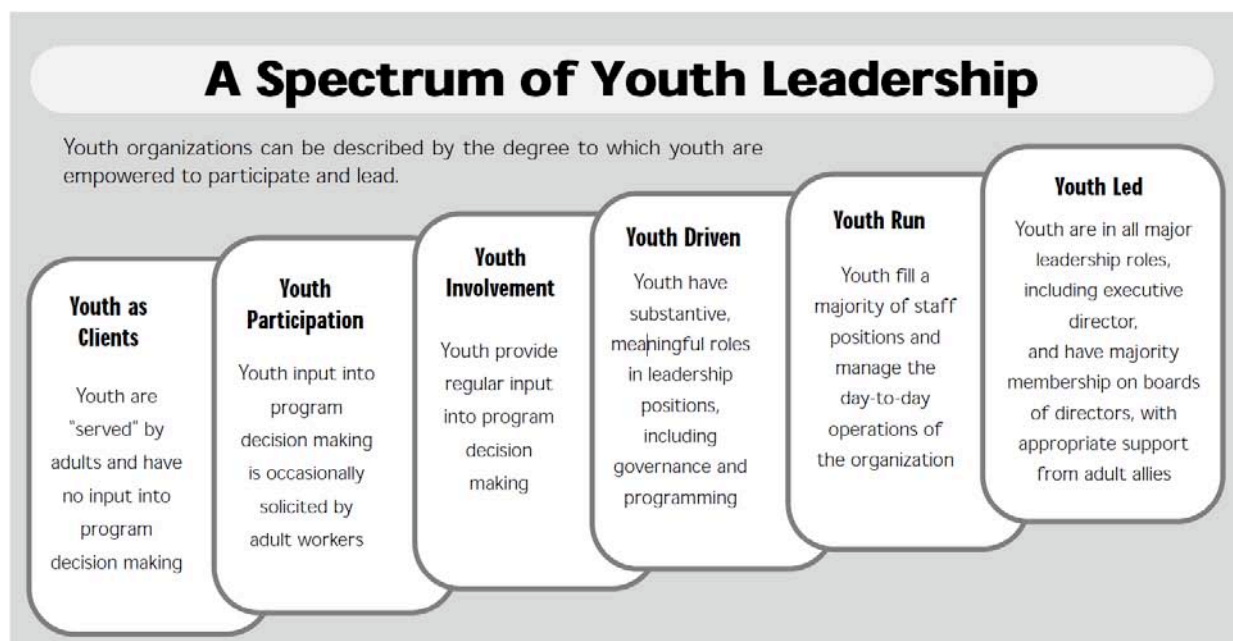 A Spectrum of Youth Leadership
Youth organizations can be described by the degree to which youth are
empowered to participate and lead.
Youth as
Clients
Youth are
"served" by
adults and have
no input into
program
decision making
Youth
Participation
Youth input into
program
decision making
is occasionally
solicited by
adult workers
Youth
Involvement
Youth provide
regular input
into program
decision
making
Youth Driven
Youth have
substantive,
meaningful roles
in leadership
positions,
including
governance and
programming
Youth Run
Youth fill a
majority of staff
positions and
manage the
day-to-day
operations of
the organization
Youth Led
Youth are in all major
leadership roles,
including executive
director,
and have majority
membership on boards
of directors, with
appropriate support
from adult allies